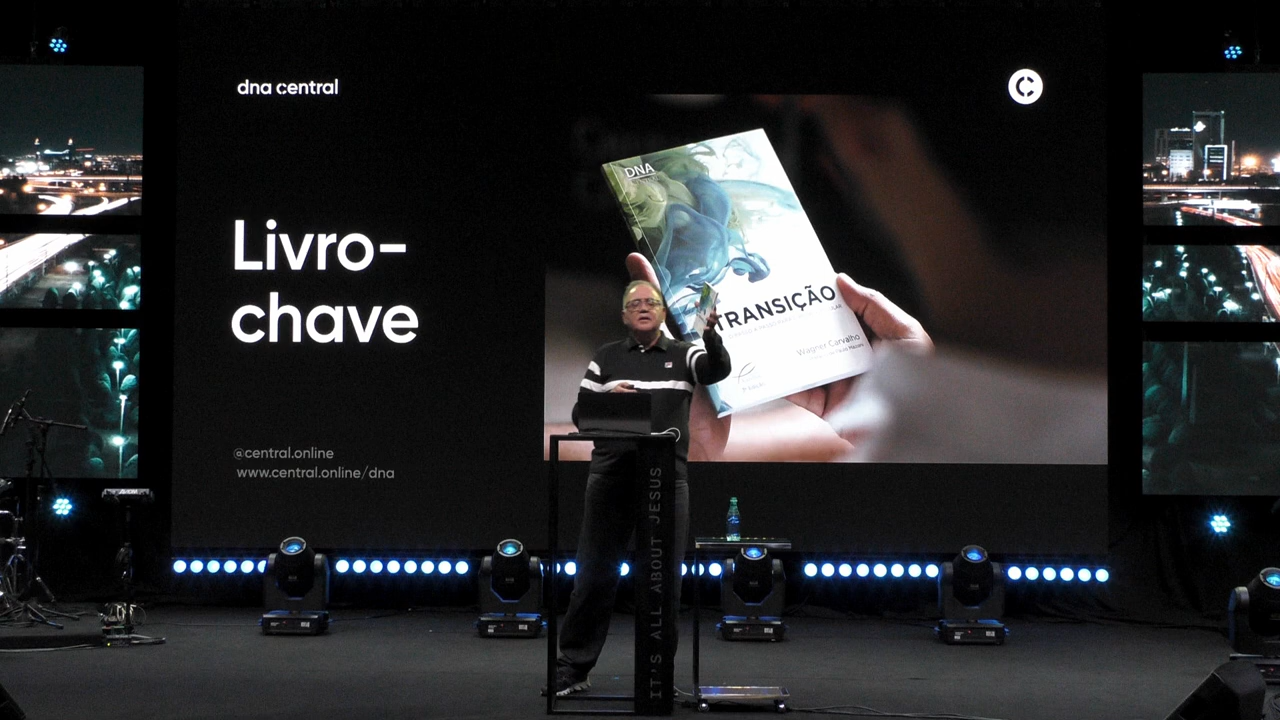 dna central
Livro-
chave
@central.online
www.central.online/dna
DNA
TRANSIÇÃO
Wagner Carvalho
IT'S ALL ABOUT JESUS